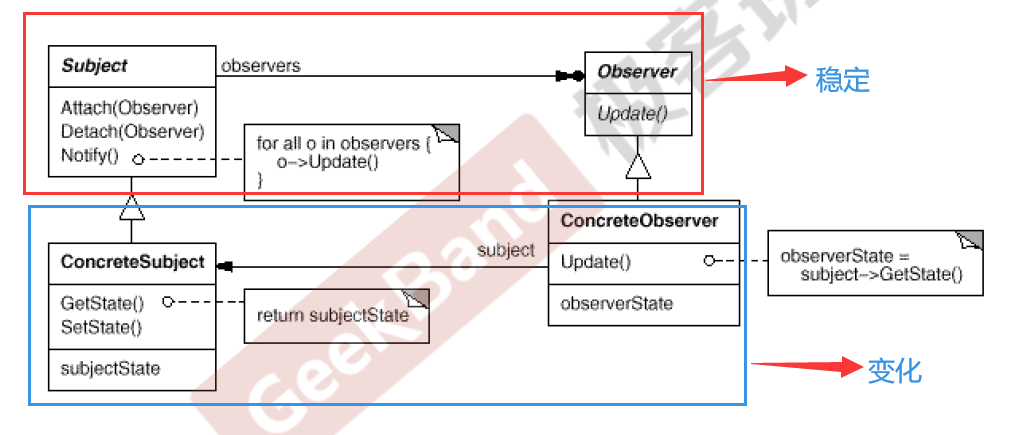 Subject
Attach(Observer)
Detach(Observer)
Notify()
observers
for all o in observers {
o->Update()
}
Observer
Update()
稳定
ConcreteSubject
GetState()
SetState()
subjectState
return subjectState
subject
ConcreteObserver
Update()
observerState
observerState =
subject->GetState()
变化
GeekBand
极客班